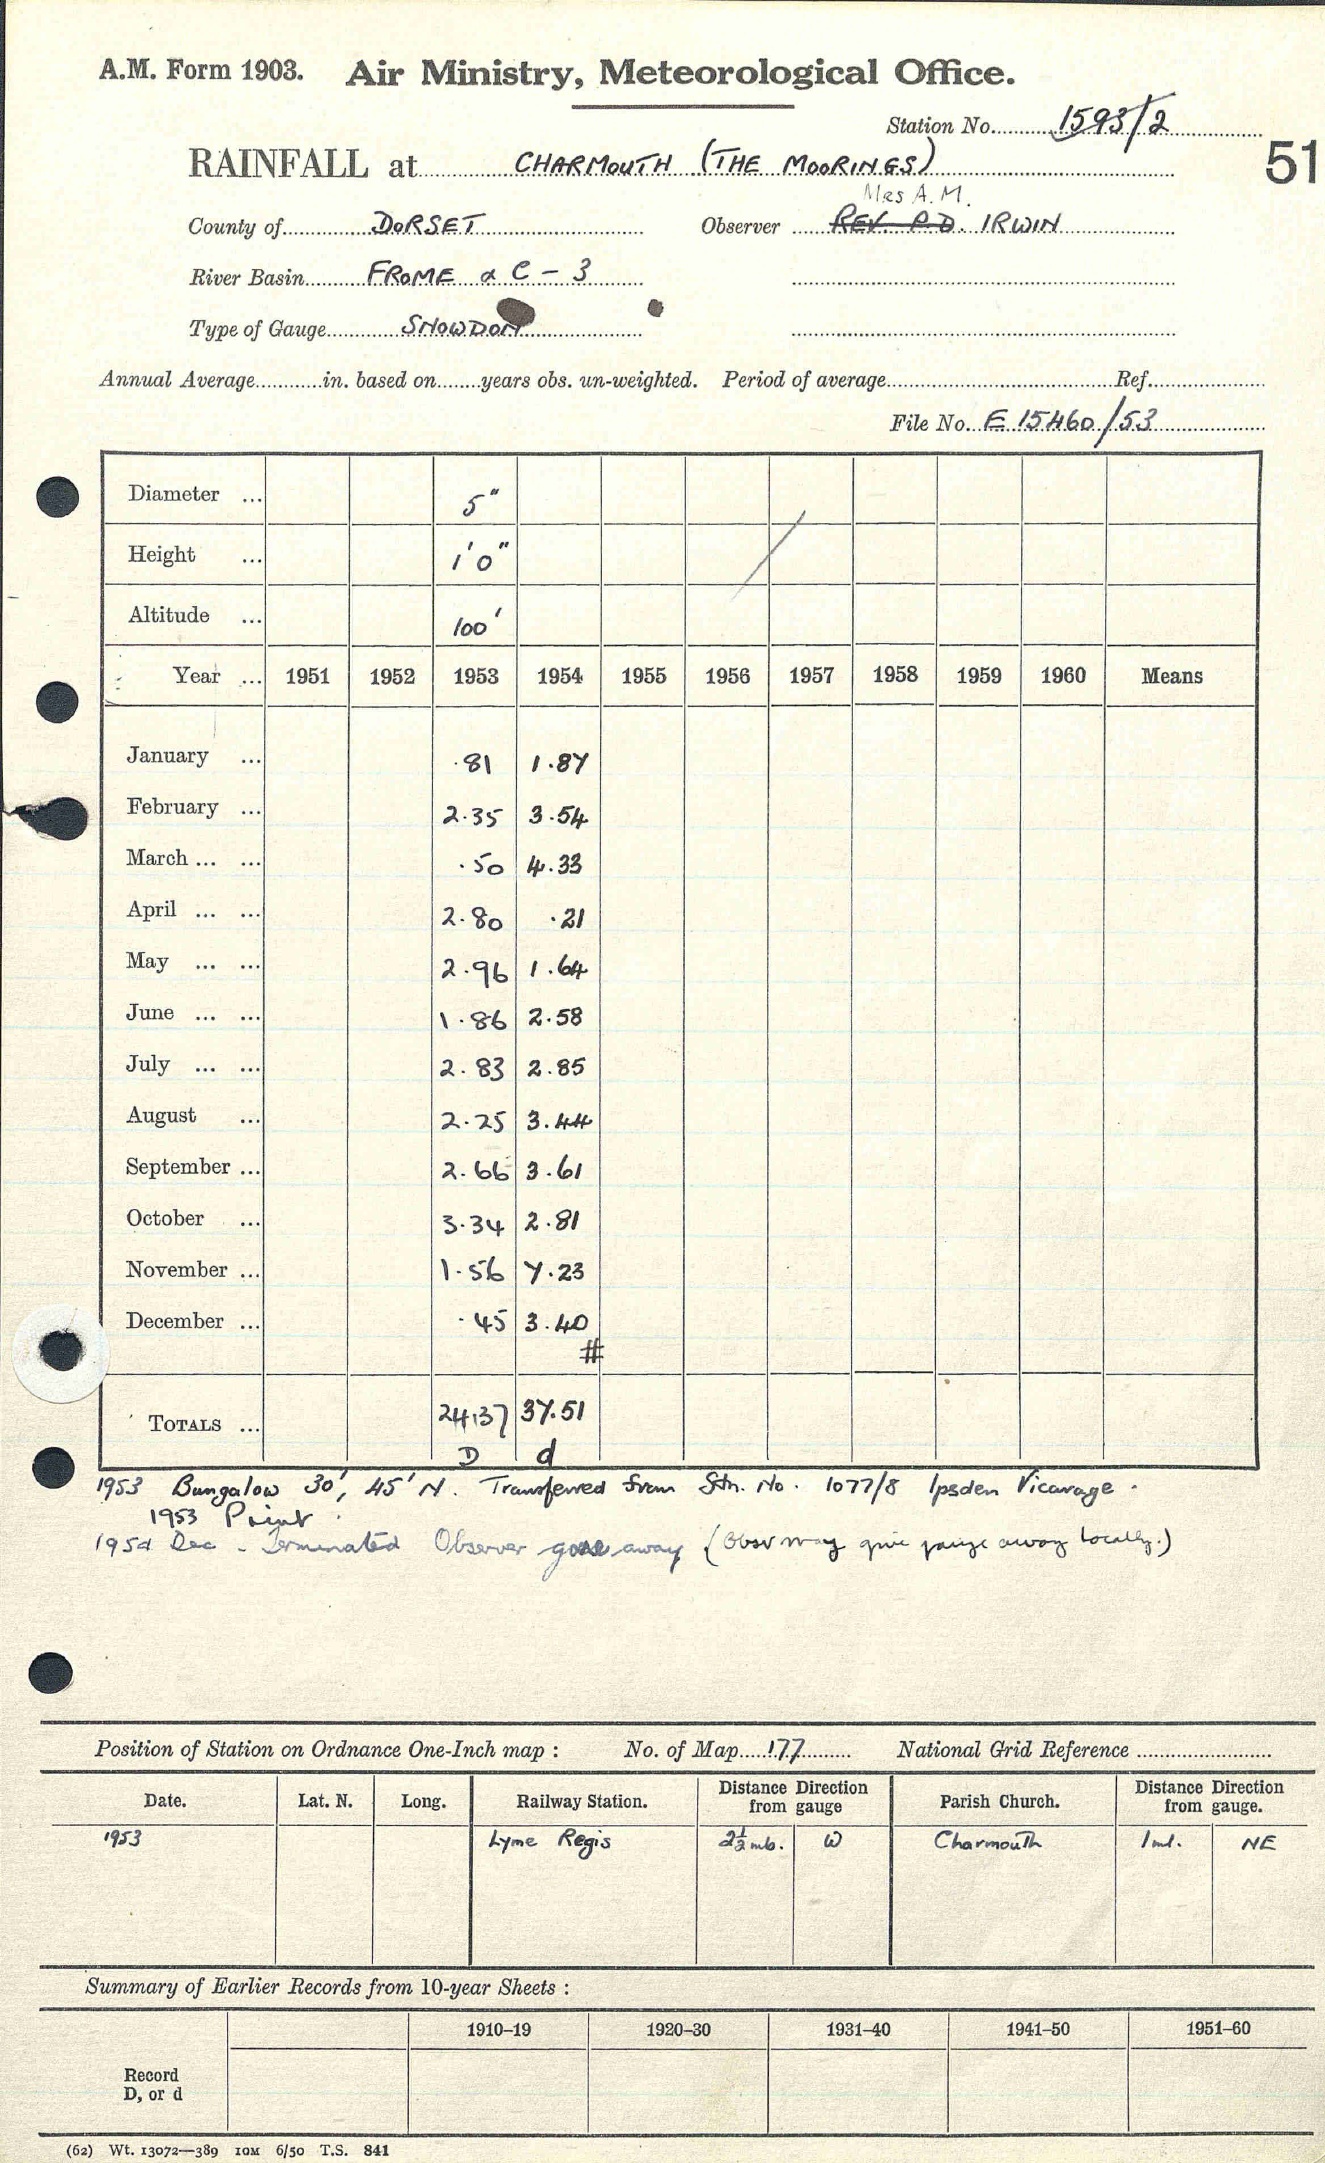 A.M. Form 1903. Air Ministry, Meteorological Office.
Station No. 1593/2
51
RAINFALL at CHARMOUTH (THE MOORINGS)
Mrs A.M.
County of DORSET Observer REV. P.D. IRWIN
River Basin FROME & C - 3
Type of Gauge SNOWDON
Annual Average in. based on years obs. un-weighted. Period of average Ref.
File No. E 15460/53
Diameter ... 5"
Height ... 1'0"
Altitude ... 100'
Year ... 1951 1952 1953 1954 1955 1956 1957 1958 1959 1960 Means
January ... .81 1.87
February ... 2.35 3.54
March ... ... .50 4.33
April ... ... 2.80 .21
May ... ... 2.96 1.64
June ... ... 1.86 2.58
July ... ... 2.83 2.85
August ... 2.25 3.44
September ... 2.66 3.61
October ... 3.34 2.81
November ... 1.56 7.23
December ... .45 3.40
#
TOTALS ... 24.37 37.51
D d
1953 Bungalow 30', 45' N. Transferred from Stn. No. 1077/8 Ipsden Vicarage.
1953 Print
1954 Dec - Terminated Observer gone away (Obsr may give gauge away locally.)
Position of Station on Ordnance One-Inch map : No. of Map 177 National Grid Reference
Date. Lat. N. Long. Railway Station. Distance Direction from gauge Parish Church. Distance Direction from gauge.
1953 Lyme Regis 2½ mls. W Charmouth 1 ml. NE
Summary of Earlier Records from 10-year Sheets :
1910–19 1920–30 1931–40 1941–50 1951–60
Record
D, or d
(62) Wt. 13072—389 10M 6/50 T.S. 841